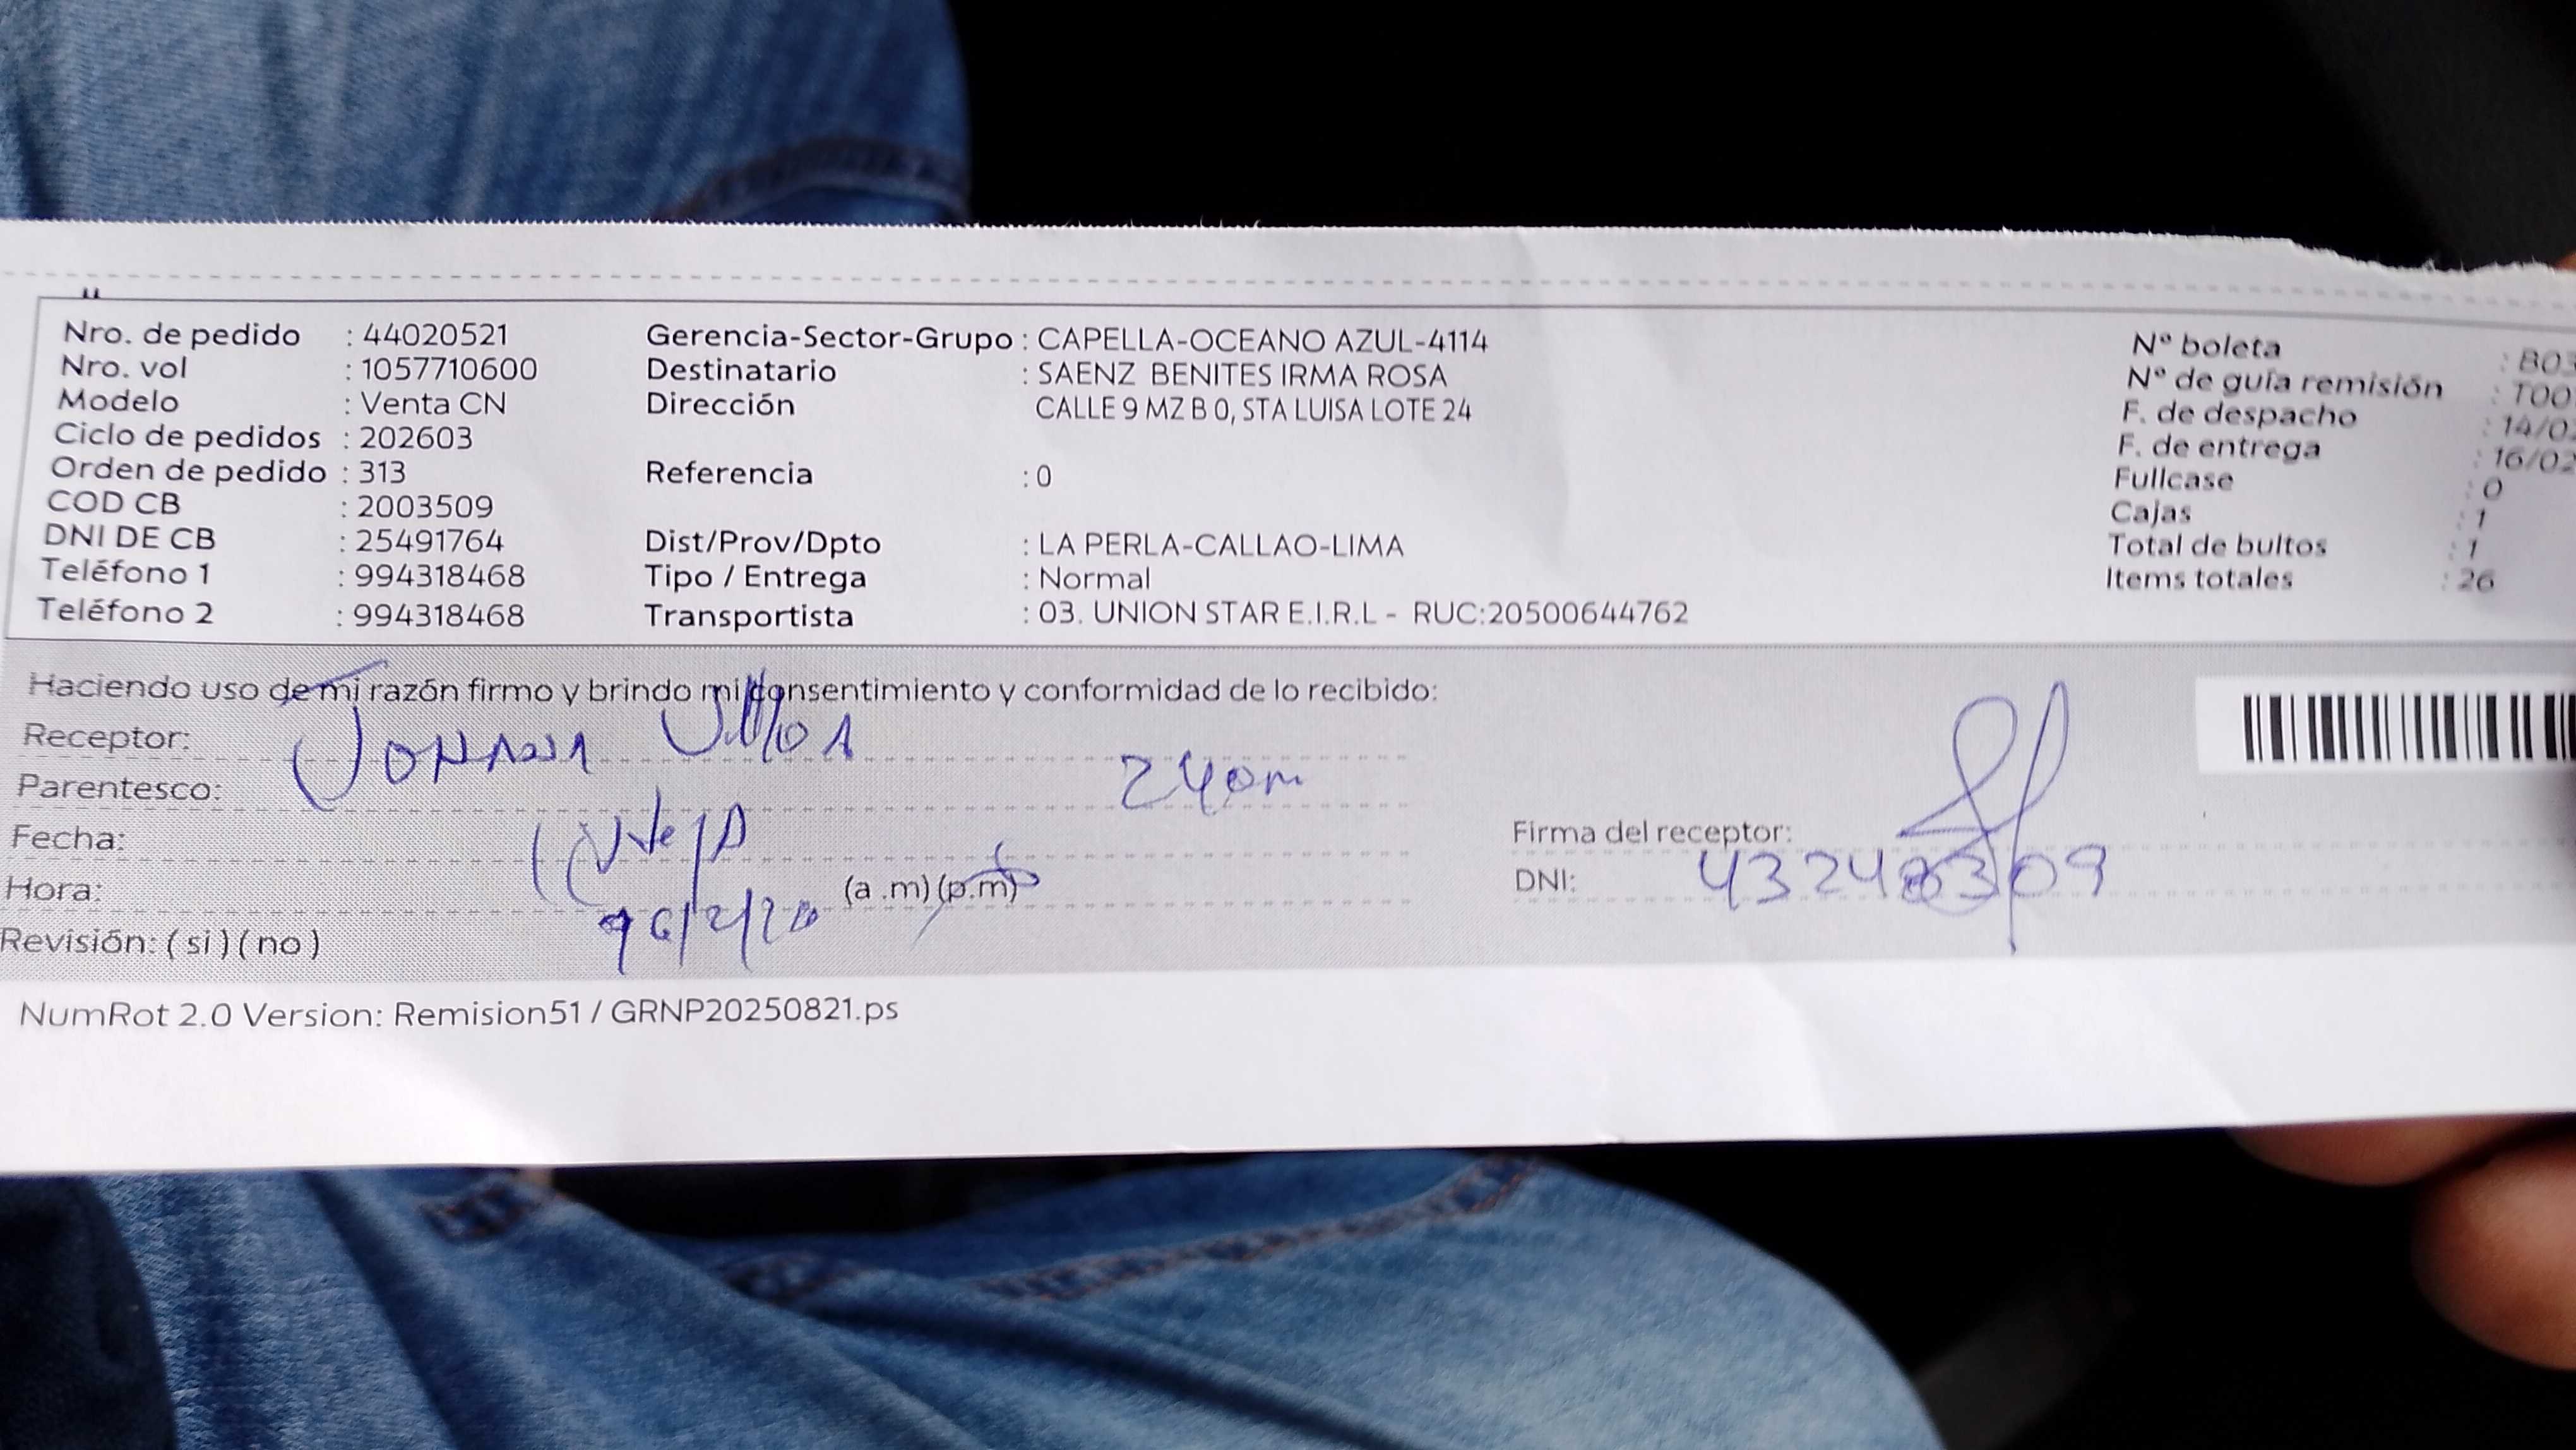 Nro. de pedido : 44020521
Nro. vol : 1057710600
Modelo : Venta CN
Ciclo de pedidos : 202603
Orden de pedido : 313
COD CB : 2003509
DNI DE CB : 25491764
Teléfono 1 : 994318468
Teléfono 2 : 994318468
Gerencia-Sector-Grupo : CAPELLA-OCEANO AZUL-4114
Destinatario : SAENZ BENITES IRMA ROSA
Dirección CALLE 9 MZ B 0, STA LUISA LOTE 24
Referencia : 0
Dist/Prov/Dpto : LA PERLA-CALLAO-LIMA
Tipo / Entrega : Normal
Transportista : 03. UNION STAR E.I.R.L - RUC:20500644762
Nº boleta : B03
Nº de guía remisión : T00
F. de despacho : 14/02
F. de entrega : 16/02
Fullcase : 0
Cajas : 1
Total de bultos : 1
Items totales : 26
Haciendo uso de mi razón firmo y brindo mi consentimiento y conformidad de lo recibido:
Receptor:
Parentesco:
Fecha:
Hora: (a .m) (p.m)
Revisión: ( si ) ( no )
Firma del receptor:
DNI:
NumRot 2.0 Version: Remision51 / GRNP20250821.ps